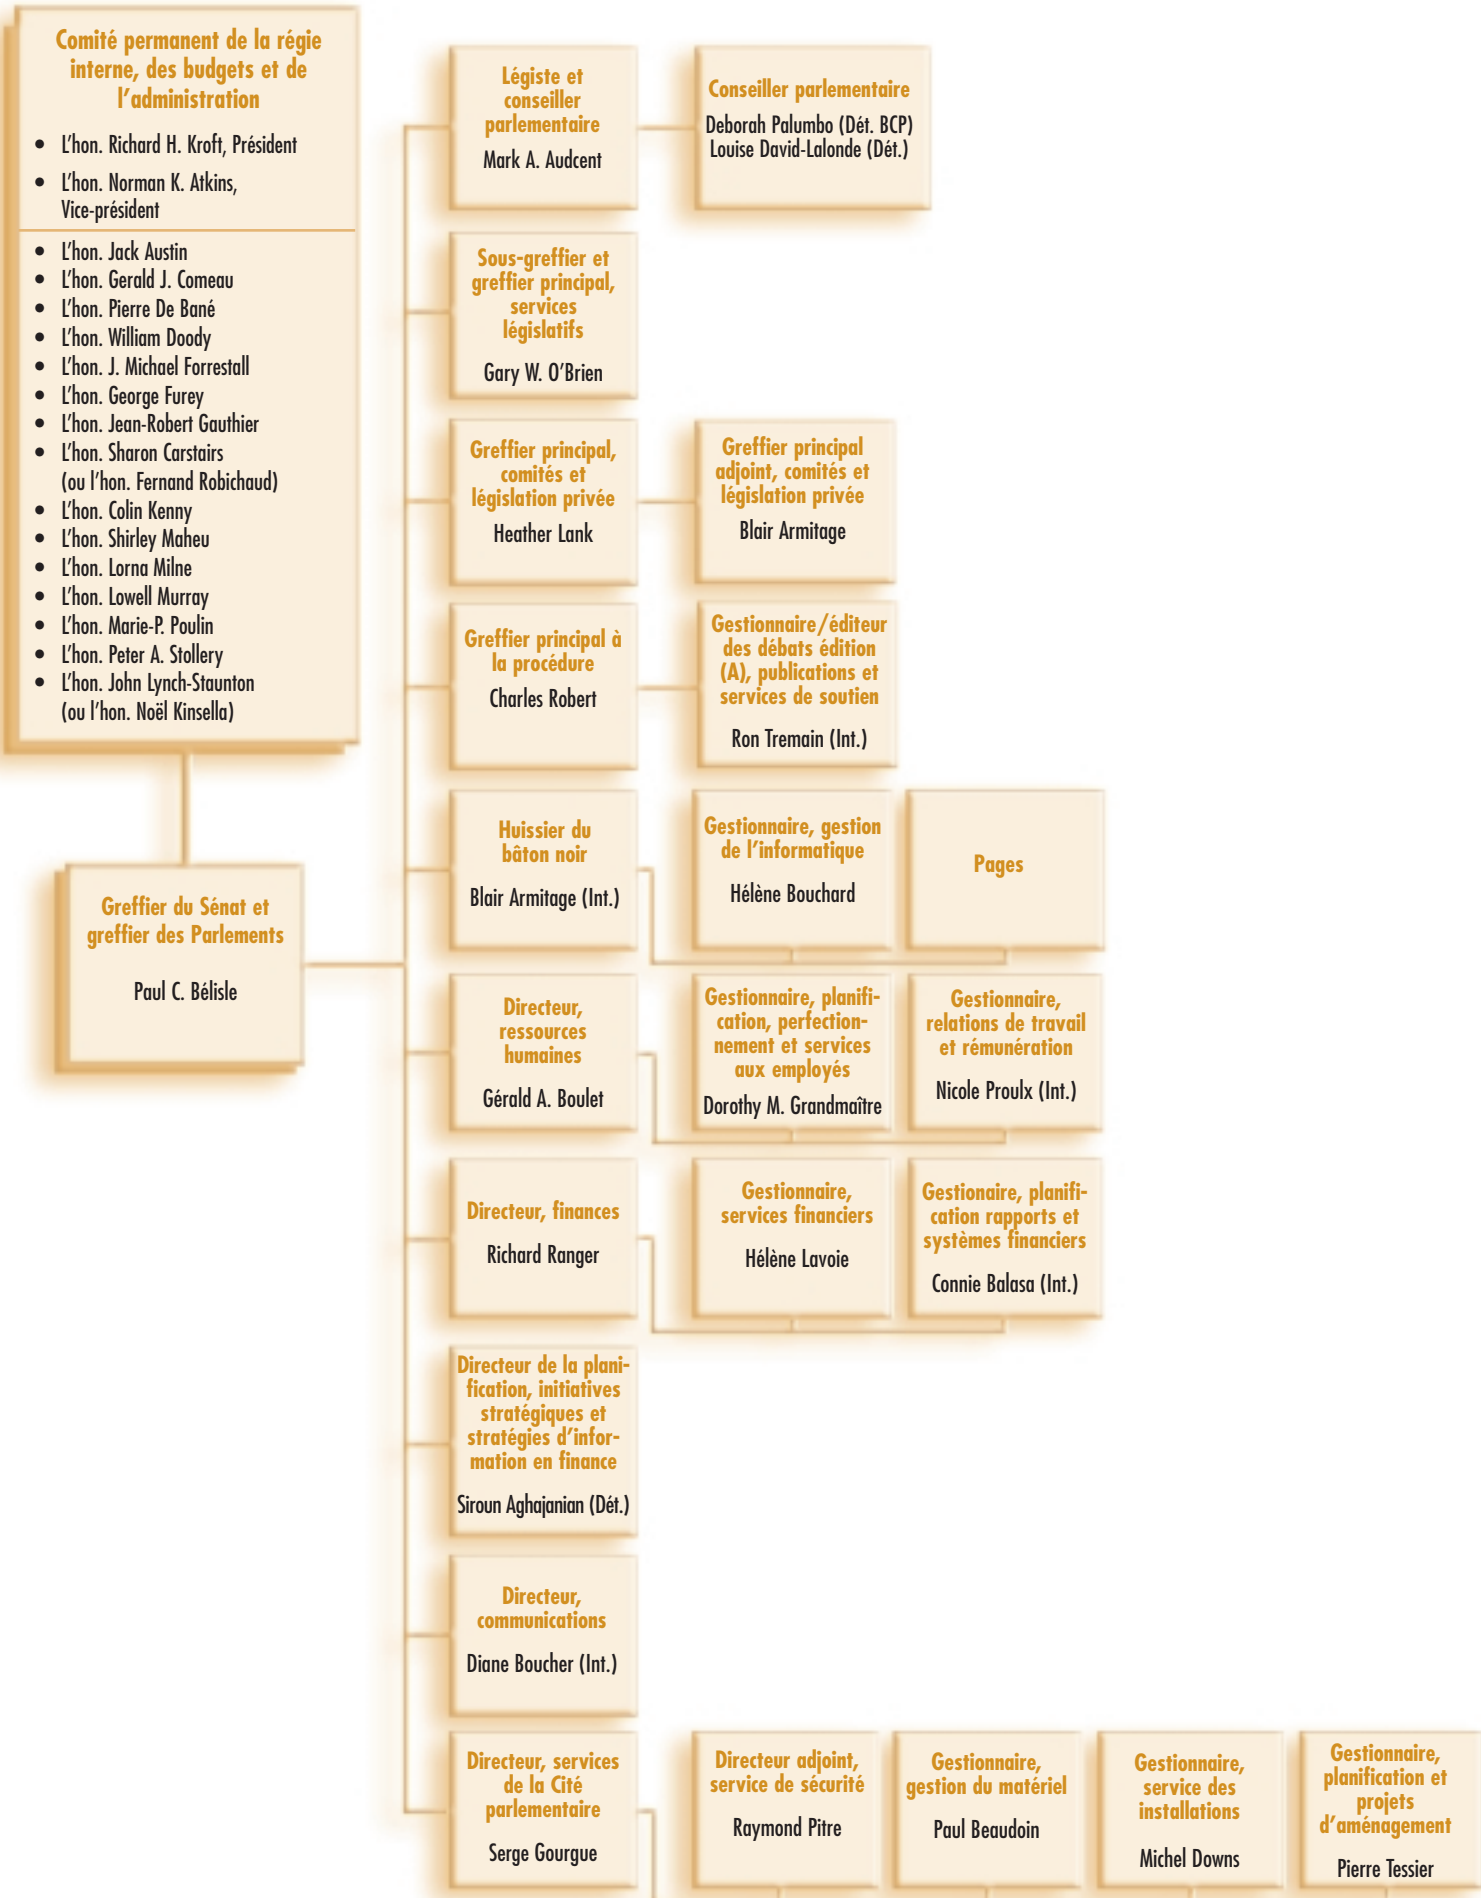 Comité permanent de la régie
interne, des budgets et de
l'administration
• L'hon. Richard H. Kroft, Président
• L'hon. Norman K. Atkins,
Vice-président
• L'hon. Jack Austin
• L'hon. Gerald J. Comeau
• L'hon. Pierre De Bané
• L'hon. William Doody
• L'hon. J. Michael Forrestall
• L'hon. George Furey
• L'hon. Jean-Robert Gauthier
• L'hon. Sharon Carstairs
(ou l'hon. Fernand Robichaud)
• L'hon. Colin Kenny
• L'hon. Shirley Maheu
• L'hon. Lorna Milne
• L'hon. Lowell Murray
• L'hon. Marie-P. Poulin
• L'hon. Peter A. Stollery
• L'hon. John Lynch-Staunton
(ou l'hon. Noël Kinsella)
Greffier du Sénat et
greffier des Parlements
Paul C. Bélisle
Légiste et
conseiller
parlementaire
Mark A. Audcent
Conseiller parlementaire
Deborah Palumbo (Dét. BCP)
Louise David-Lalonde (Dét.)
Sous-greffier et
greffier principal,
services
législatifs
Gary W. O'Brien
Greffier principal,
comités et
législation privée
Heather Lank
Greffier principal
adjoint, comités et
législation privée
Blair Armitage
Greffier principal à
la procédure
Charles Robert
Gestionnaire/éditeur
des débats édition
(A), publications et
services de soutien
Ron Tremain (Int.)
Huissier du
bâton noir
Blair Armitage (Int.)
Gestionnaire, gestion
de l'informatique
Hélène Bouchard
Pages
Directeur,
ressources
humaines
Gérald A. Boulet
Gestionnaire, planifi-
cation, perfection-
nement et services
aux employés
Dorothy M. Grandmaître
Gestionnaire,
relations de travail
et rémunération
Nicole Proulx (Int.)
Directeur, finances
Richard Ranger
Gestionnaire,
services financiers
Hélène Lavoie
Gestionaire, planifi-
cation rapports et
systèmes financiers
Connie Balasa (Int.)
Directeur de la plani-
fication, initiatives
stratégiques et
stratégies d'infor-
mation en finance
Siroun Aghajanian (Dét.)
Directeur,
communications
Diane Boucher (Int.)
Directeur, services
de la Cité
parlementaire
Serge Gourgue
Directeur adjoint,
service de sécurité
Raymond Pitre
Gestionnaire,
gestion du matériel
Paul Beaudoin
Gestionnaire,
service des
installations
Michel Downs
Gestionnaire,
planification et
projets
d'aménagement
Pierre Tessier